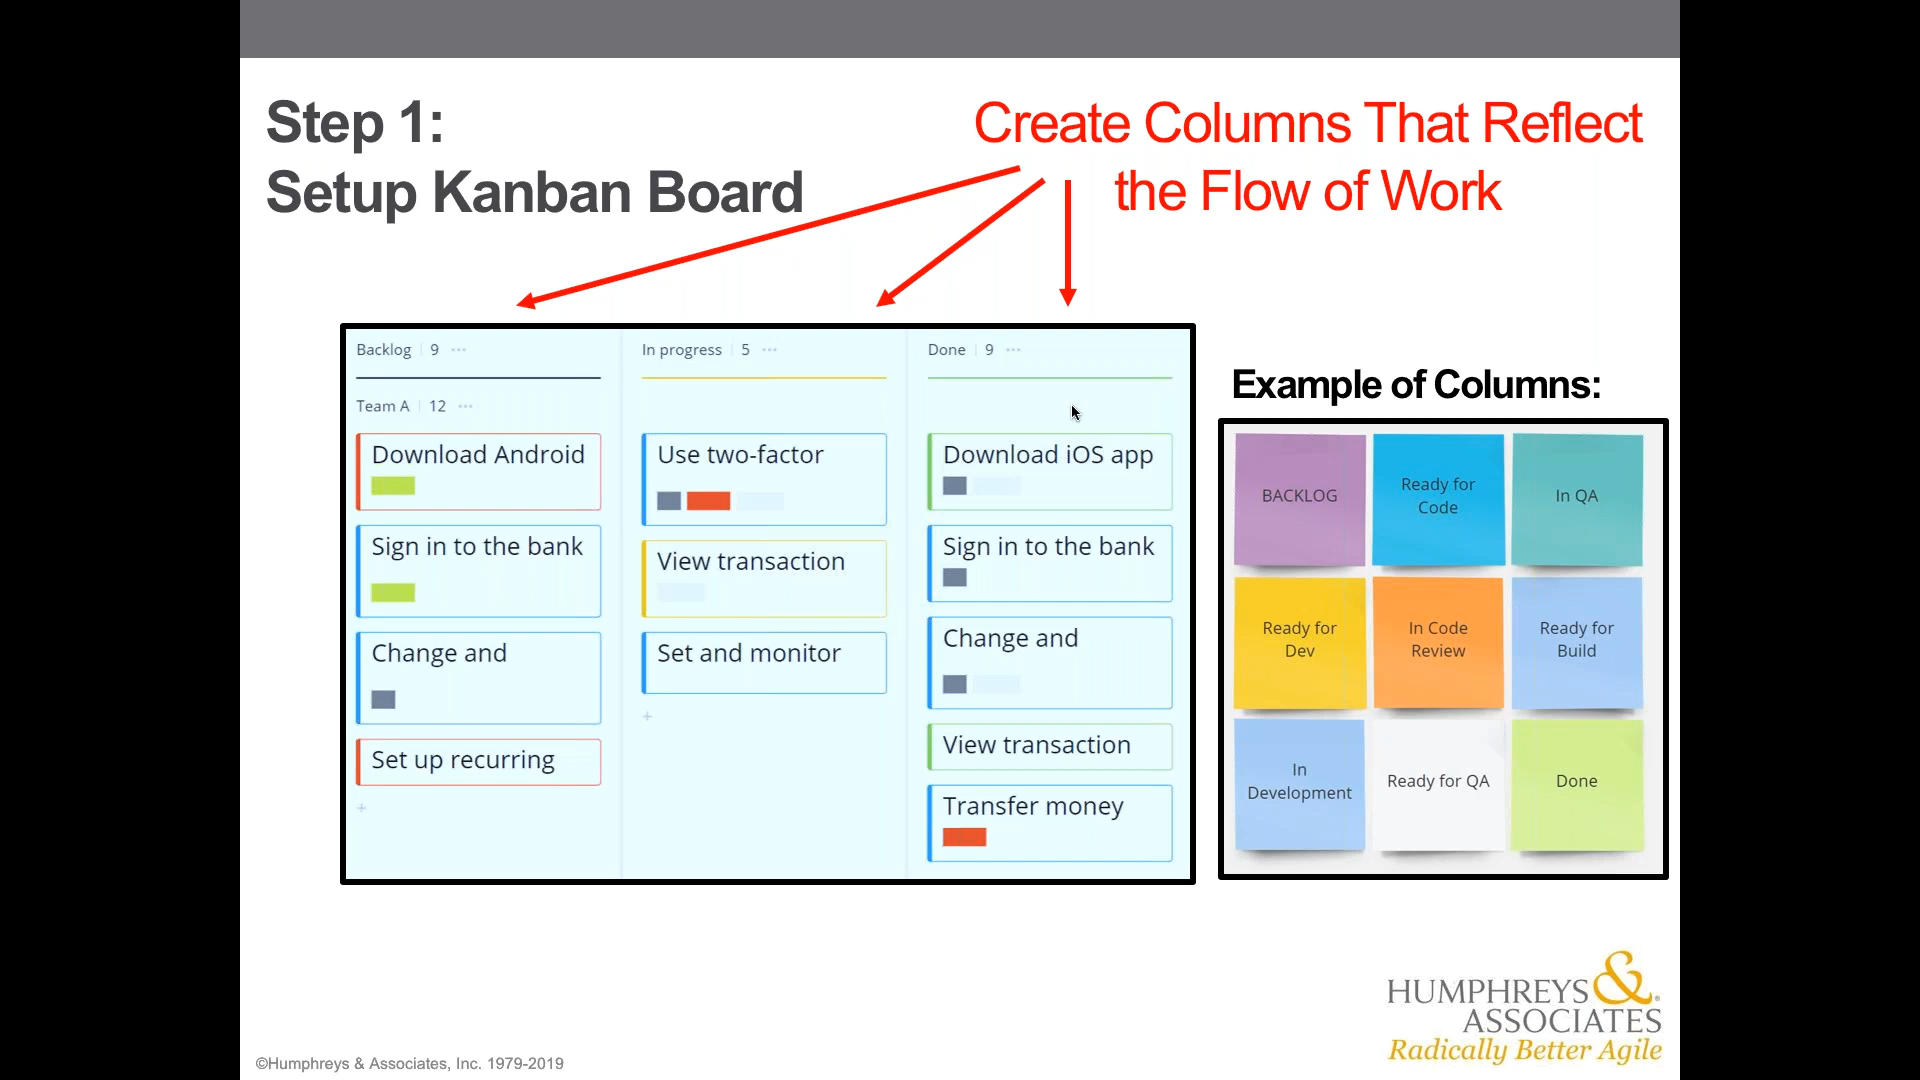 Step 1:
Setup Kanban Board
Create Columns That Reflect
the Flow of Work
Backlog 9 ...
In progress 5 ...
Done 9 ...
Team A 12 ...
Download Android
Sign in to the bank
Change and
Set up recurring
+
Use two-factor
View transaction
Set and monitor
+
Download iOS app
Sign in to the bank
Change and
View transaction
Transfer money
Example of Columns:
BACKLOG
Ready for
Code
In QA
Ready for
Dev
In Code
Review
Ready for
Build
In
Development
Ready for QA
Done
HUMPHREYS &®
ASSOCIATES
Radically Better Agile
©Humphreys & Associates, Inc. 1979-2019